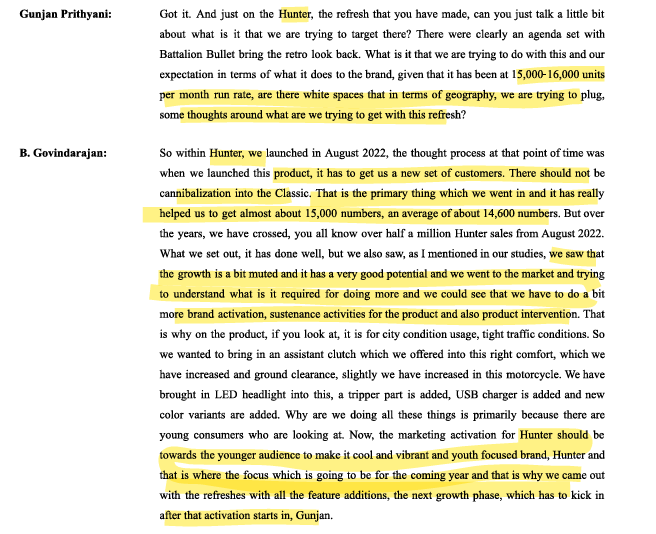 Gunjan Prithyani: Got it. And just on the Hunter, the refresh that you have made, can you just talk a little bit
about what is it that we are trying to target there? There were clearly an agenda set with
Battalion Bullet bring the retro look back. What is it that we are trying to do with this and our
expectation in terms of what it does to the brand, given that it has been at 15,000-16,000 units
per month run rate, are there white spaces that in terms of geography, we are trying to plug,
some thoughts around what are we trying to get with this refresh?
B. Govindarajan: So within Hunter, we launched in August 2022, the thought process at that point of time was
when we launched this product, it has to get us a new set of customers. There should not be
cannibalization into the Classic. That is the primary thing which we went in and it has really
helped us to get almost about 15,000 numbers, an average of about 14,600 numbers. But over
the years, we have crossed, you all know over half a million Hunter sales from August 2022.
What we set out, it has done well, but we also saw, as I mentioned in our studies, we saw that
the growth is a bit muted and it has a very good potential and we went to the market and trying
to understand what is it required for doing more and we could see that we have to do a bit
more brand activation, sustenance activities for the product and also product intervention. That
is why on the product, if you look at, it is for city condition usage, tight traffic conditions. So
we wanted to bring in an assistant clutch which we offered into this right comfort, which we
have increased and ground clearance, slightly we have increased in this motorcycle. We have
brought in LED headlight into this, a tripper part is added, USB charger is added and new
color variants are added. Why are we doing all these things is primarily because there are
young consumers who are looking at. Now, the marketing activation for Hunter should be
towards the younger audience to make it cool and vibrant and youth focused brand, Hunter and
that is where the focus which is going to be for the coming year and that is why we came out
with the refreshes with all the feature additions, the next growth phase, which has to kick in
after that activation starts in, Gunjan.